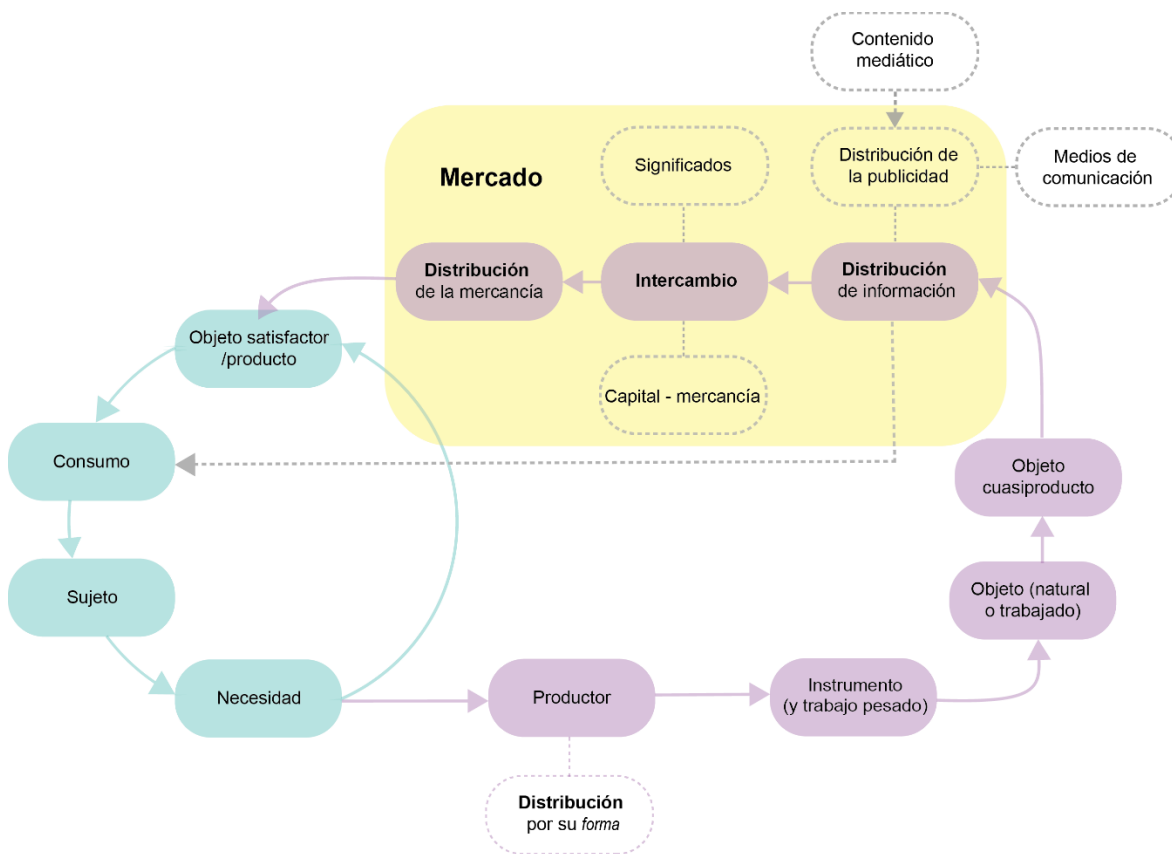 Contenido
mediático
Mercado
Significados
Distribución de
la publicidad
Medios de
comunicación
Distribución
de la mercancía
Intercambio
Distribución
de información
Objeto satisfactor
/producto
Capital - mercancía
Consumo
Objeto
cuasiproducto
Sujeto
Objeto (natural
o trabajado)
Necesidad
Productor
Instrumento
(y trabajo pesado)
Distribución
por su forma